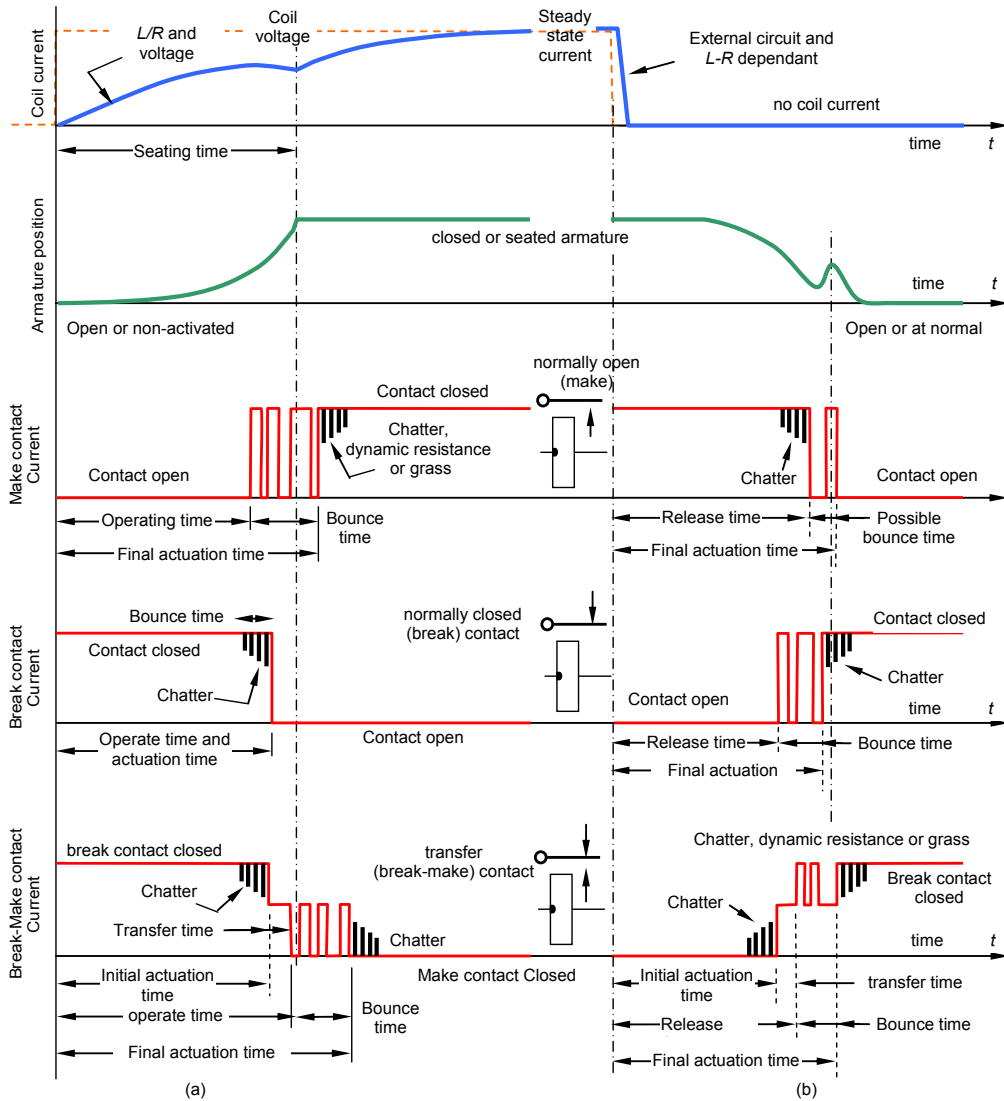 Coil current
L/R and
voltage
Coil
voltage
Steady
state
current
External circuit and
L-R dependant
no coil current
time
t
Seating time
Armature position
closed or seated armature
time
t
Open or non-activated
Open or at normal
Make contact
Current
Contact open
Contact closed
Chatter,
dynamic resistance
or grass
normally open
(make)
Chatter
Contact open
Operating time
Bounce
time
Final actuation time
Release time
Possible
bounce time
Final actuation time
Break contact
Current
Bounce time
Contact closed
Chatter
normally closed
(break) contact
Contact closed
Chatter
Contact open
time
t
Operate time and
actuation time
Contact open
Release time
Bounce time
Final actuation
Break-Make contact
Current
break contact closed
Chatter
Transfer time
Chatter
transfer
(break-make) contact
Chatter, dynamic resistance or grass
Chatter
Break contact
closed
time
t
Make contact Closed
Initial actuation
time
operate time
Bounce
time
Final actuation time
Initial actuation
time
transfer time
Release
Bounce time
Final actuation time
(a)
(b)